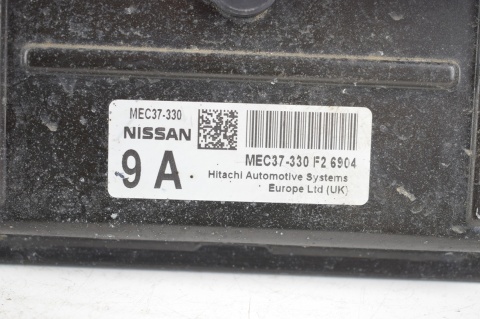 MEC37-330
NISSAN
9 A
MEC37-330 F2 6904
Hitachi Automotive Systems
Europe Ltd (UK)